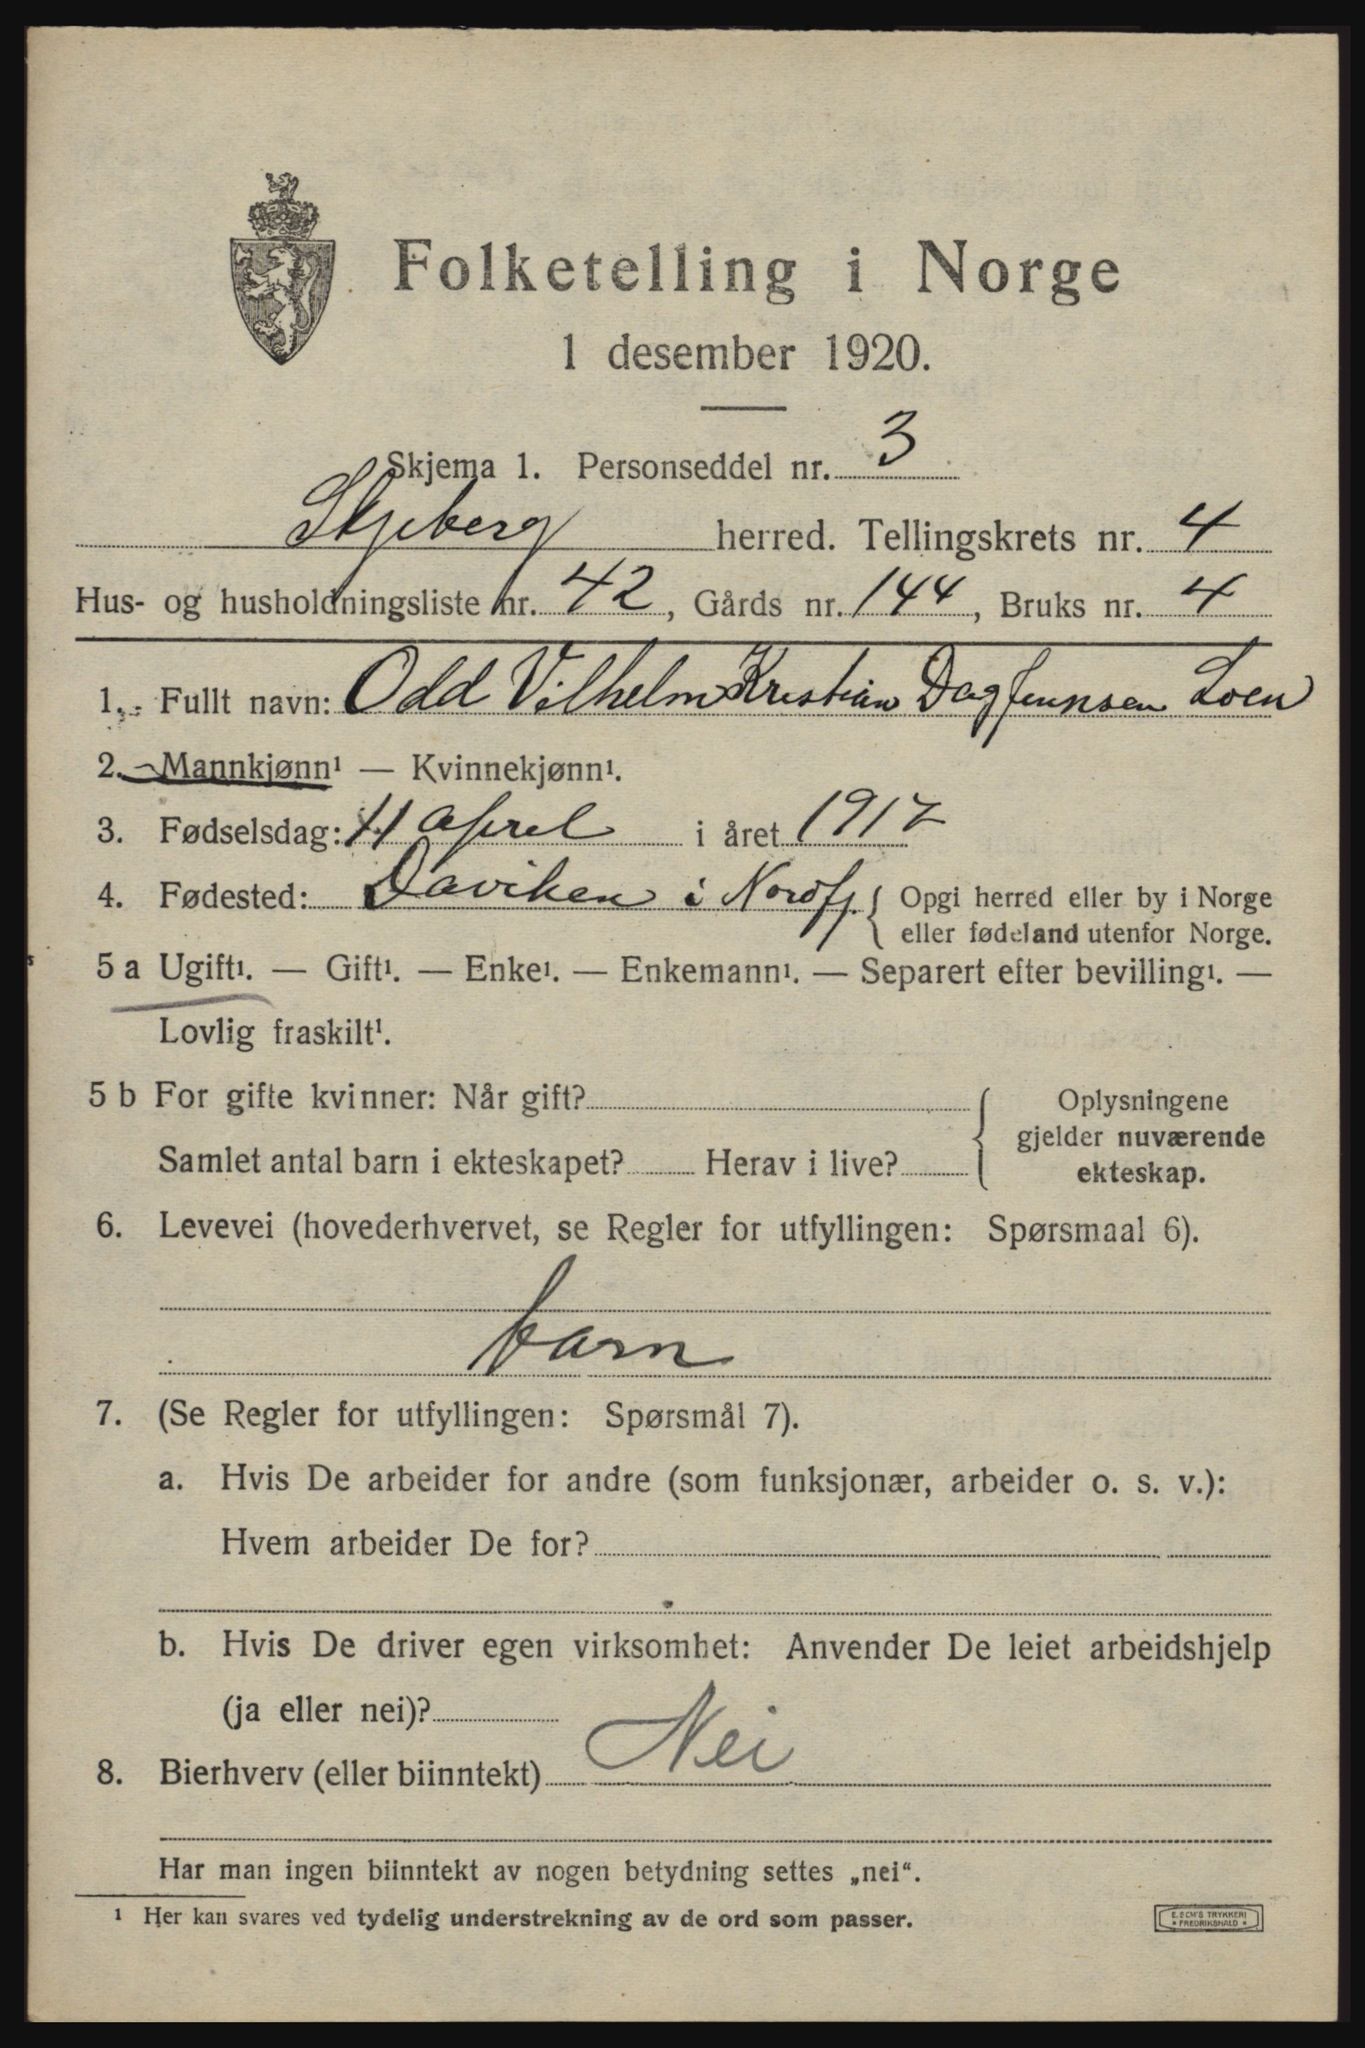 Folketelling i Norge
1 desember 1920.
Skjema 1. Personseddel nr. 3
Skjeberg herred. Tellingskrets nr. 4
Hus- og husholdningsliste nr. 42, Gårds nr. 144, Bruks nr. 4
1. Fullt navn: Odd Vilhelm Kristian Dagfinnsen Loen
2. Mannkjønn¹ — Kvinnekjønn¹.
3. Fødselsdag: 11 april i året 1917
4. Fødested: Daviken i Nordfj. { Opgi herred eller by i Norge
eller fødeland utenfor Norge.
5 a Ugift¹. — Gift¹. — Enke¹. — Enkemann¹. — Separert efter bevilling¹. —
Lovlig fraskilt¹.
5 b For gifte kvinner: Når gift?
Samlet antal barn i ekteskapet? Herav i live?
{ Oplysningene
gjelder nuværende
ekteskap.
6. Levevei (hovederhvervet, se Regler for utfyllingen: Spørsmaal 6).
barn
7. (Se Regler for utfyllingen: Spørsmål 7).
a. Hvis De arbeider for andre (som funksjonær, arbeider o. s. v.):
Hvem arbeider De for?
b. Hvis De driver egen virksomhet: Anvender De leiet arbeidshjelp
(ja eller nei)?
8. Bierhverv (eller biinntekt) Nei
Har man ingen biinntekt av nogen betydning settes „nei“.
¹ Her kan svares ved tydelig understrekning av de ord som passer.
E. SEM'S TRYKKERI
* FREDRIKSHALD *